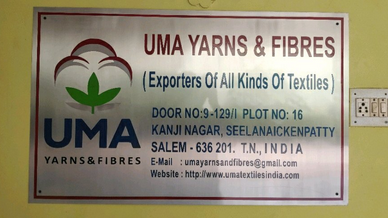 UMA YARNS & FIBRES
(Exporters Of All Kinds Of Textiles)
UMA
YARNS & FIBRES
DOOR NO:9-129/I PLOT NO: 16
KANJI NAGAR, SEELANAICKENPATTY
SALEM - 636 201. T.N., INDIA
E-Mail : umayarnsandfibres@gmail.com
Website : http://www.umatextilesindia.com